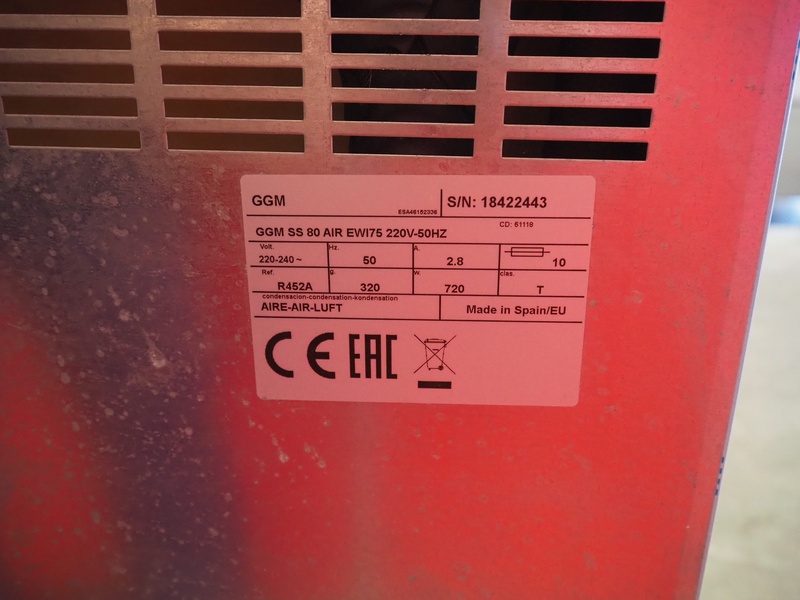 GGM
ESA46152336
S/N: 18422443
CD: 61118
GGM SS 80 AIR EWI75 220V-50HZ
Volt. Hz. A.
220-240 ~ 50 2.8 10
Ref. g. w. clas.
R452A 320 720 T
condensacion-condensation-kondensation
AIRE-AIR-LUFT
Made in Spain/EU
CE EAC